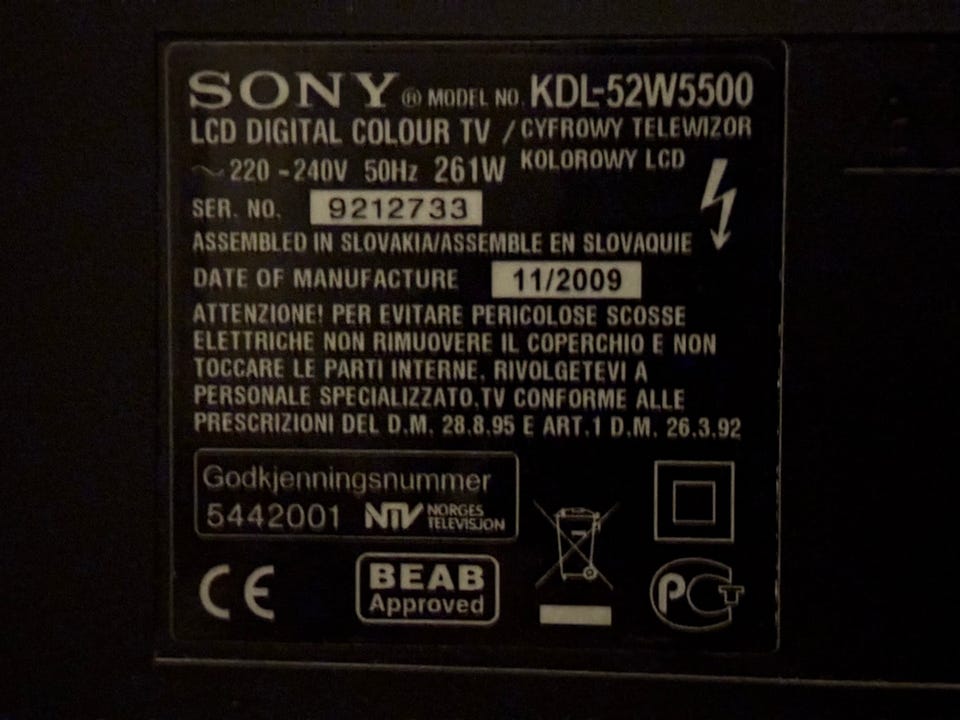 SONY ® MODEL NO. KDL-52W5500
LCD DIGITAL COLOUR TV / CYFROWY TELEWIZOR
KOLOROWY LCD
~ 220 - 240V 50Hz 261W
SER. NO. 9212733
ASSEMBLED IN SLOVAKIA/ASSEMBLE EN SLOVAQUIE
DATE OF MANUFACTURE 11/2009
ATTENZIONE! PER EVITARE PERICOLOSE SCOSSE
ELETTRICHE NON RIMUOVERE IL COPERCHIO E NON
TOCCARE LE PARTI INTERNE. RIVOLGETEVI A
PERSONALE SPECIALIZZATO.TV CONFORME ALLE
PRESCRIZIONI DEL D.M. 28.8.95 E ART.1 D.M. 26.3.92
Godkjenningsnummer
5442001 NTV NORGES
TELEVISJON
CE
BEAB
Approved
PCT